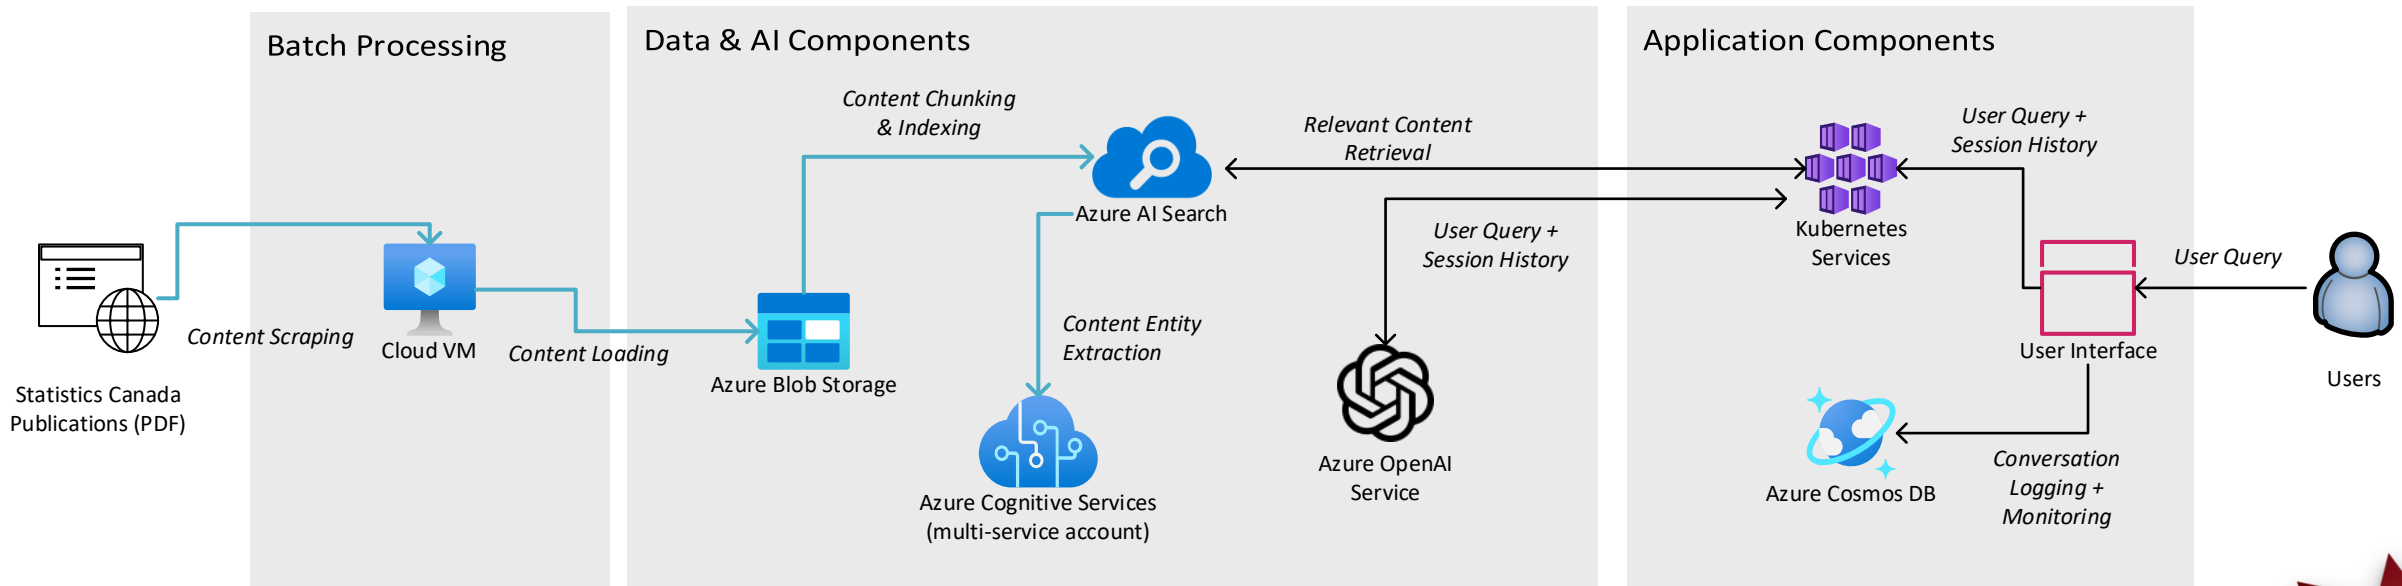 Batch Processing
Data & AI Components
Application Components
Content Chunking
& Indexing
Relevant Content
Retrieval
User Query +
Session History
Azure AI Search
Kubernetes
Services
User Query +
Session History
User Query
Content Scraping
Cloud VM
Content Loading
Content Entity
Extraction
User Interface
Azure Blob Storage
Users
Statistics Canada
Publications (PDF)
Azure OpenAI
Service
Conversation
Logging +
Monitoring
Azure Cosmos DB
Azure Cognitive Services
(multi-service account)